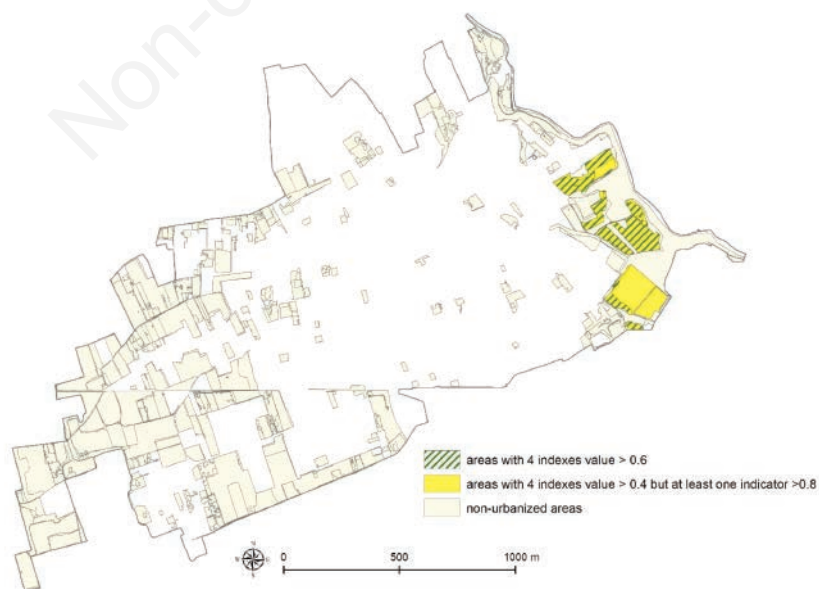 Non-
areas with 4 indexes value > 0.6
areas with 4 indexes value > 0.4 but at least one indicator >0.8
non-urbanized areas
0 500 1000 m